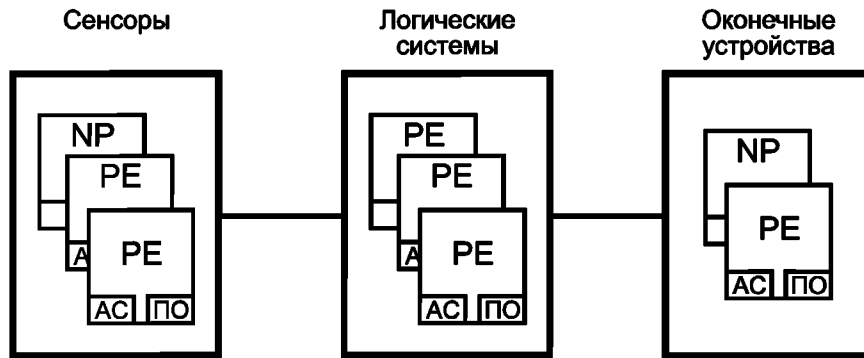 Сенсоры
Логические
системы
Оконечные
устройства
NP
PE
PE
А
АС ПО
PE
PE
PE
А
АС ПО
NP
PE
АС ПО